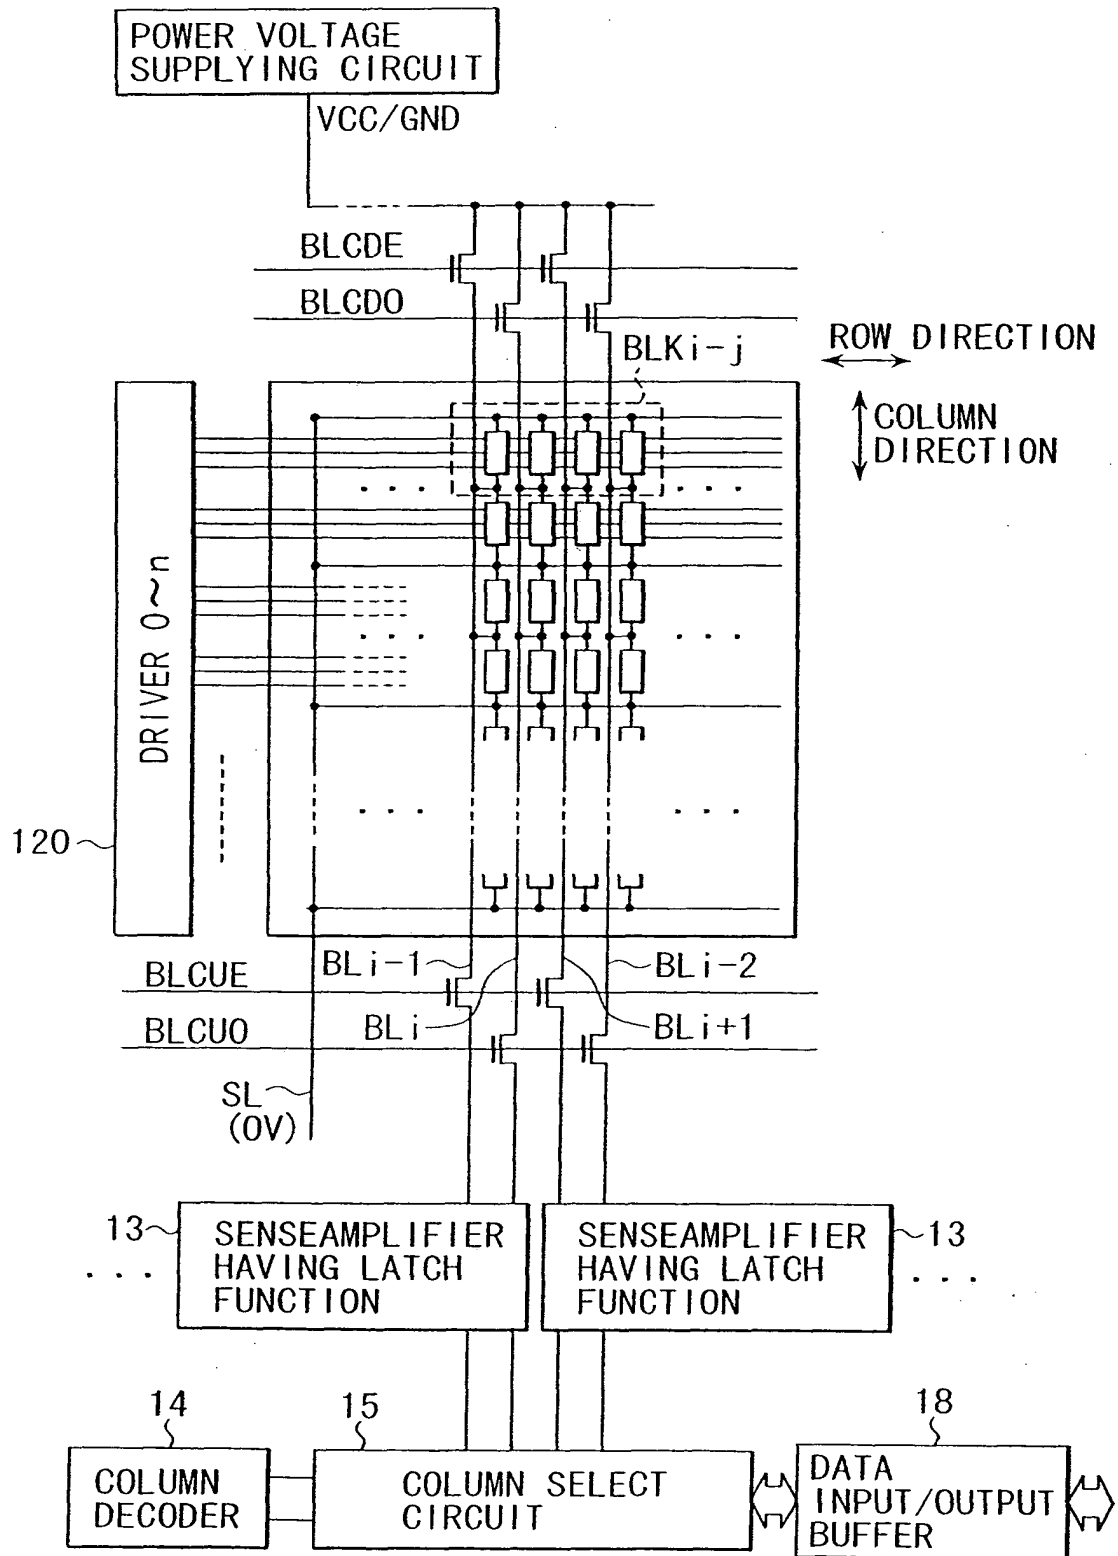 POWER VOLTAGE
SUPPLYING CIRCUIT
VCC/GND
BLCDE
BLCDO
BLKi-j
ROW DIRECTION
COLUMN
DIRECTION
DRIVER 0~n
120
BLi-1
BLi-2
BLCUE
BLi
BLi+1
BLCUO
SL
(0V)
13
SENSEAMPLIFIER
HAVING LATCH
FUNCTION
SENSEAMPLIFIER
HAVING LATCH
FUNCTION
13
14
15
18
COLUMN
DECODER
COLUMN SELECT
CIRCUIT
DATA
INPUT/OUTPUT
BUFFER